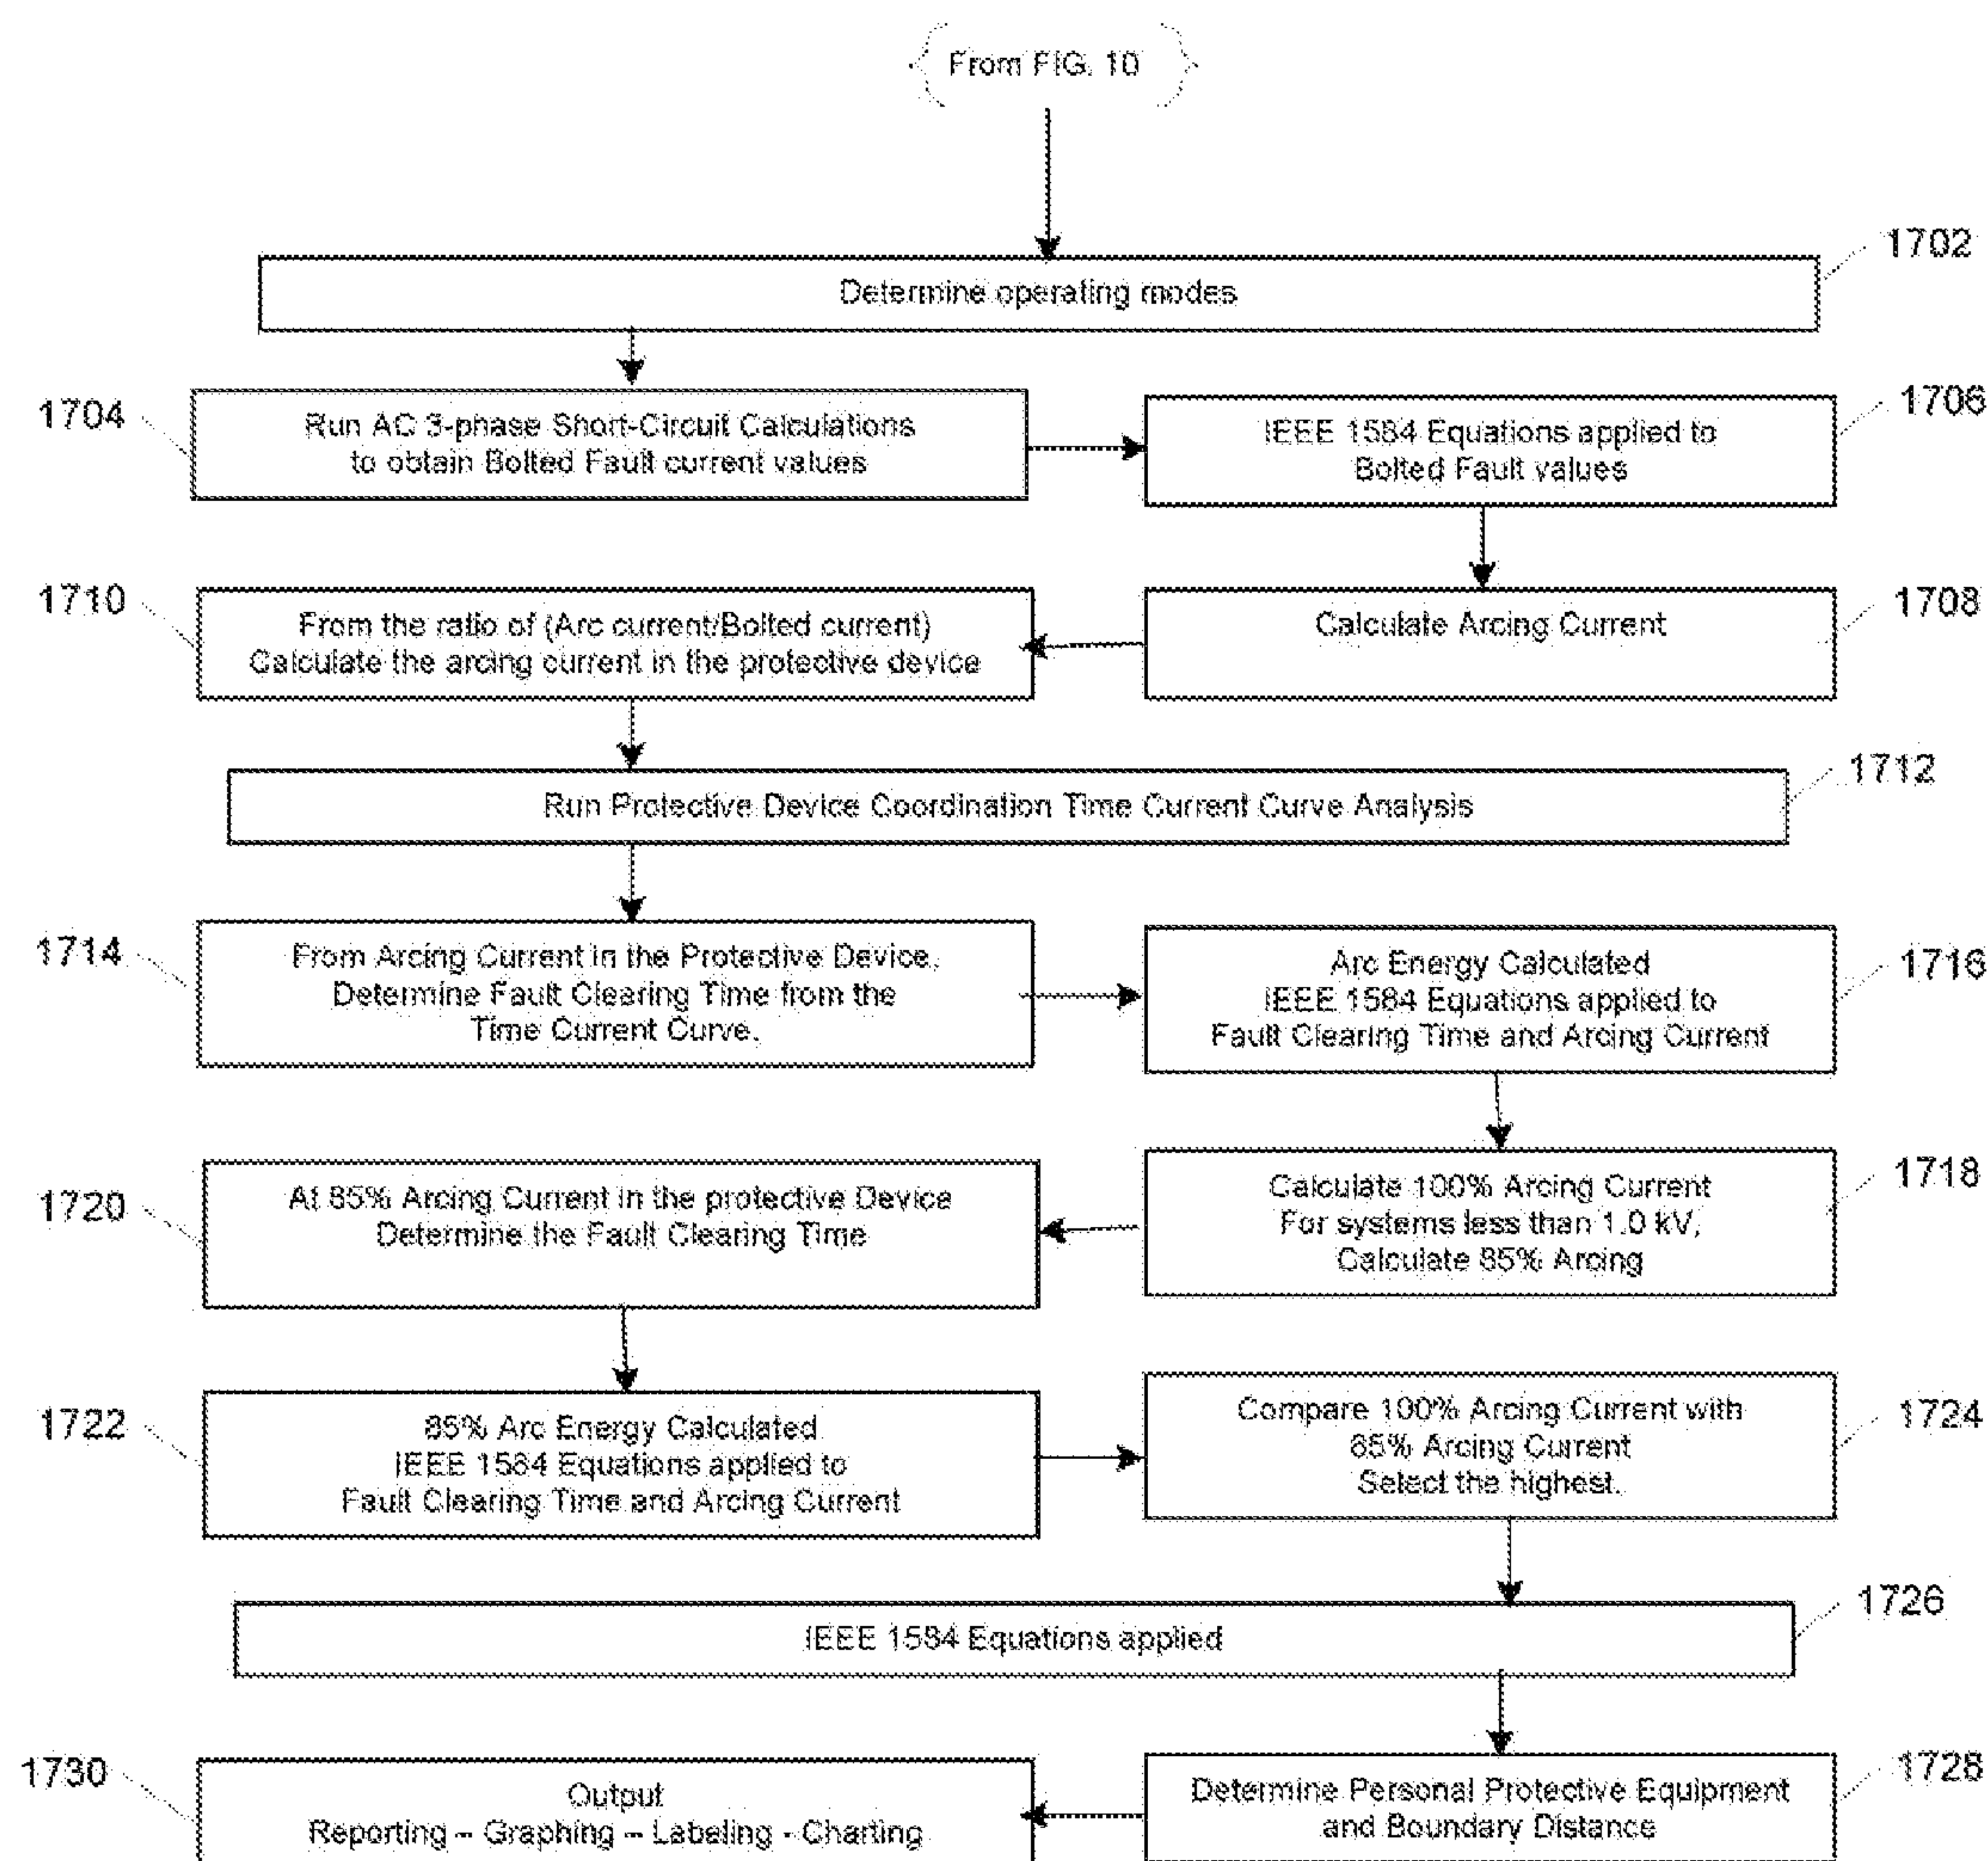 From FIG. 10
1702
Determine operating modes
1704
Run AC 3-phase Short-Circuit Calculations
to obtain Bolted Fault current values
1706
IEEE 1584 Equations applied to
Bolted Fault values
1710
From the ratio of (Arc current/Bolted current)
Calculate the arcing current in the protective device
1708
Calculate Arcing Current
1712
Run Protective Device Coordination Time Current Curve Analysis
1714
From Arcing Current in the Protective Device,
Determine Fault Clearing Time from the
Time Current Curve.
1716
Arc Energy Calculated
IEEE 1584 Equations applied to
Fault Clearing Time and Arcing Current
1720
At 85% Arcing Current in the protective Device
Determine the Fault Clearing Time
1718
Calculate 100% Arcing Current
For systems less than 1.0 kV,
Calculate 85% Arcing
1722
85% Arc Energy Calculated
IEEE 1584 Equations applied to
Fault Clearing Time and Arcing Current
1724
Compare 100% Arcing Current with
85% Arcing Current
Select the highest.
1726
IEEE 1584 Equations applied
1730
Output
Reporting – Graphing – Labeling - Charting
1728
Determine Personal Protective Equipment
and Boundary Distance